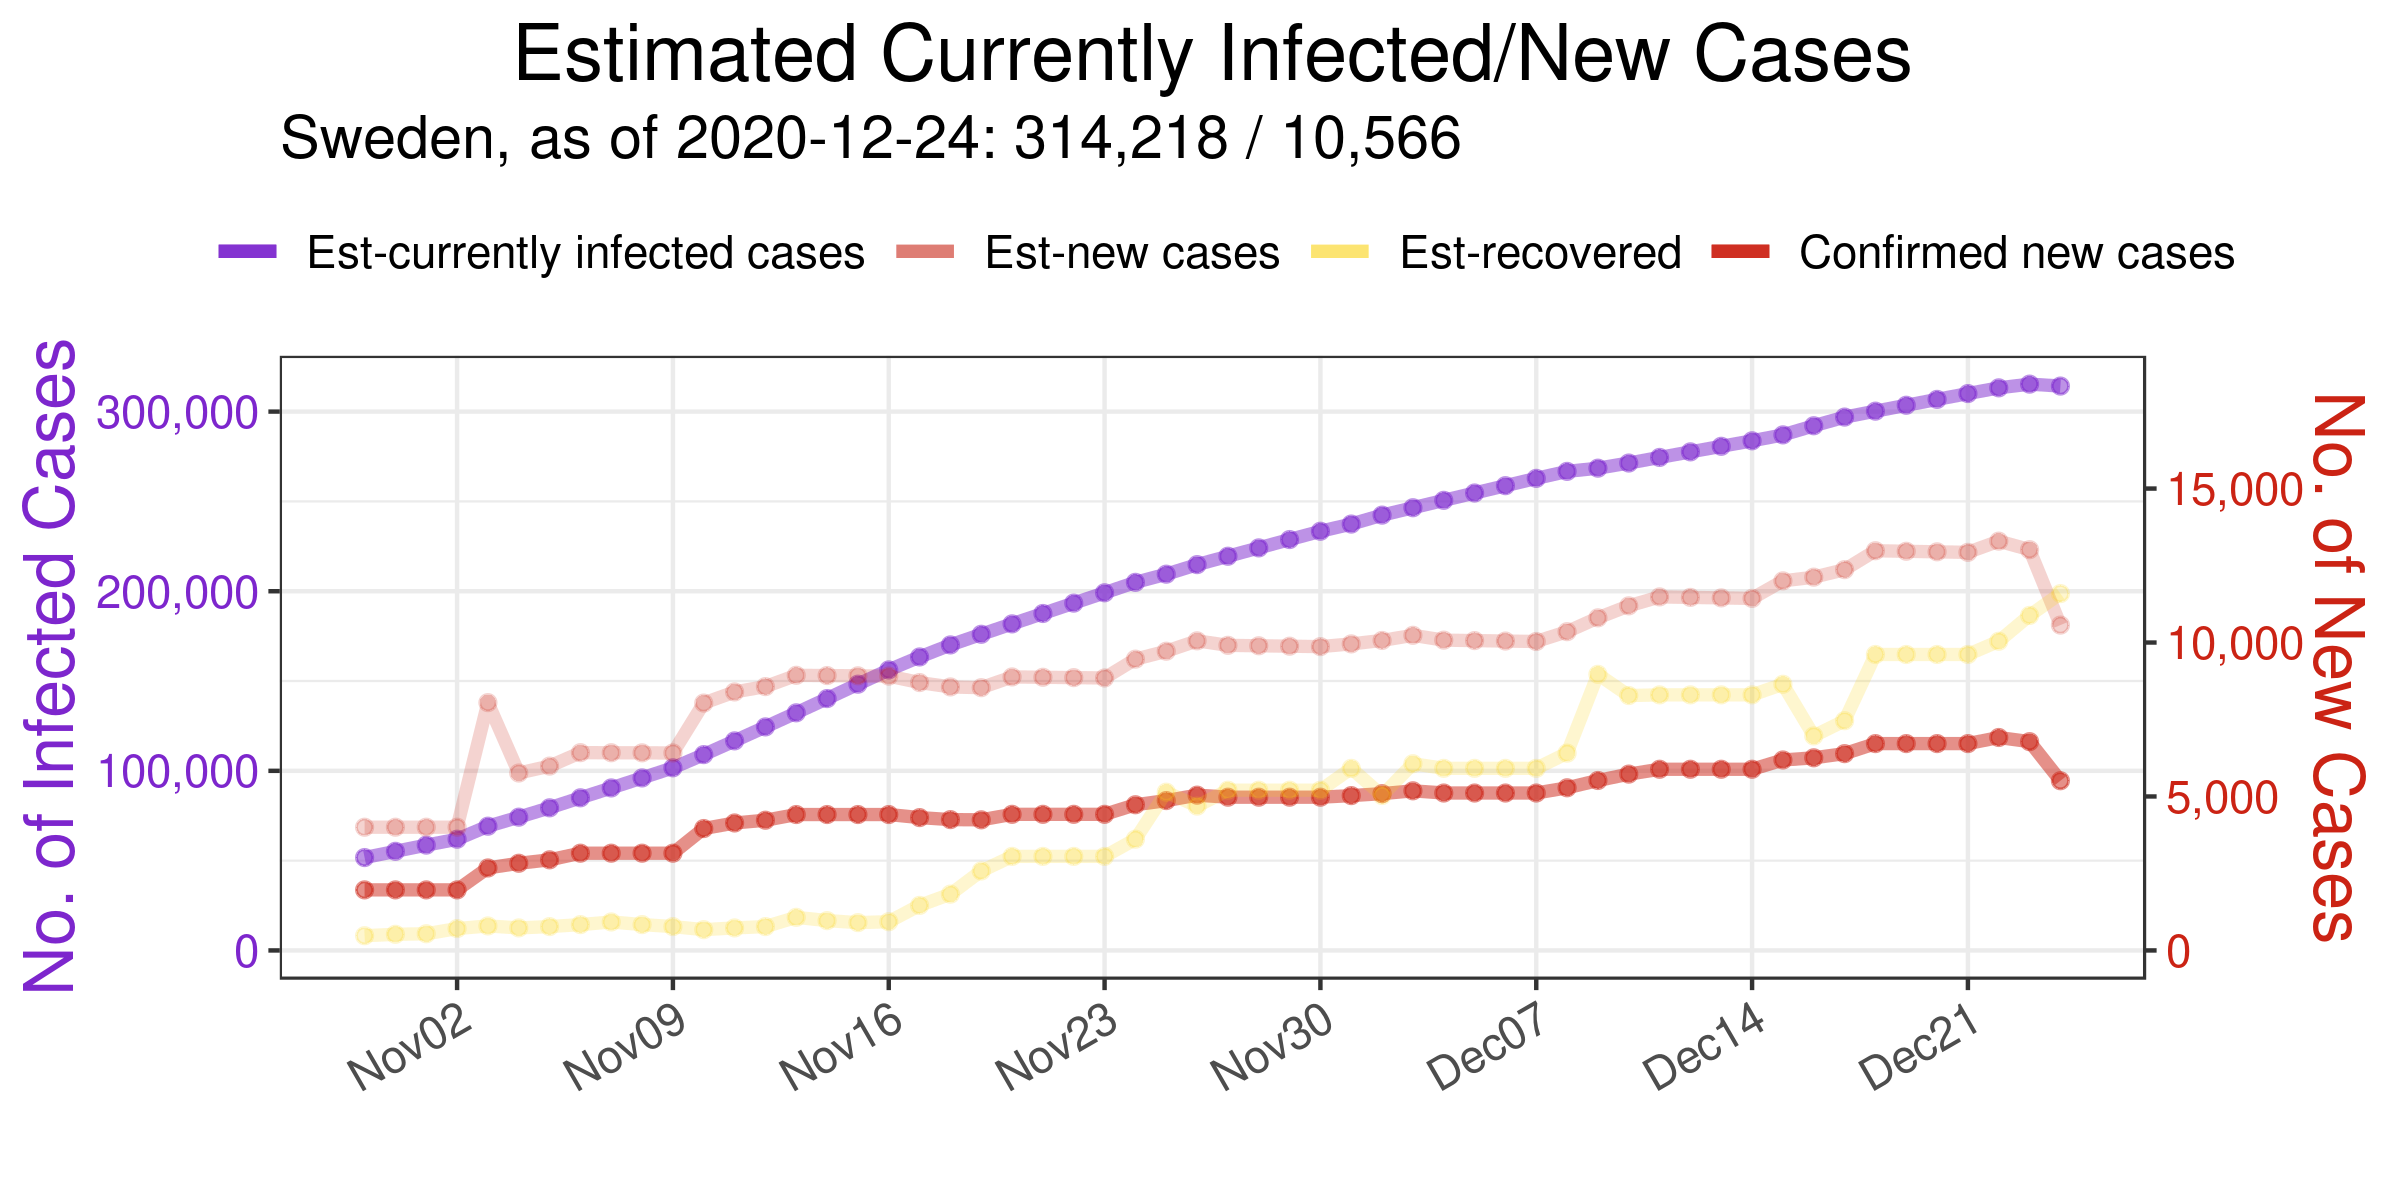 Estimated Currently Infected/New Cases
Sweden, as of 2020-12-24: 314,218 / 10,566
Est-currently infected cases Est-new cases Est-recovered Confirmed new cases
No. of Infected Cases
300,000
200,000
100,000
0
No. of New Cases
15,000
10,000
5,000
0
Nov02 Nov09 Nov16 Nov23 Nov30 Dec07 Dec14 Dec21